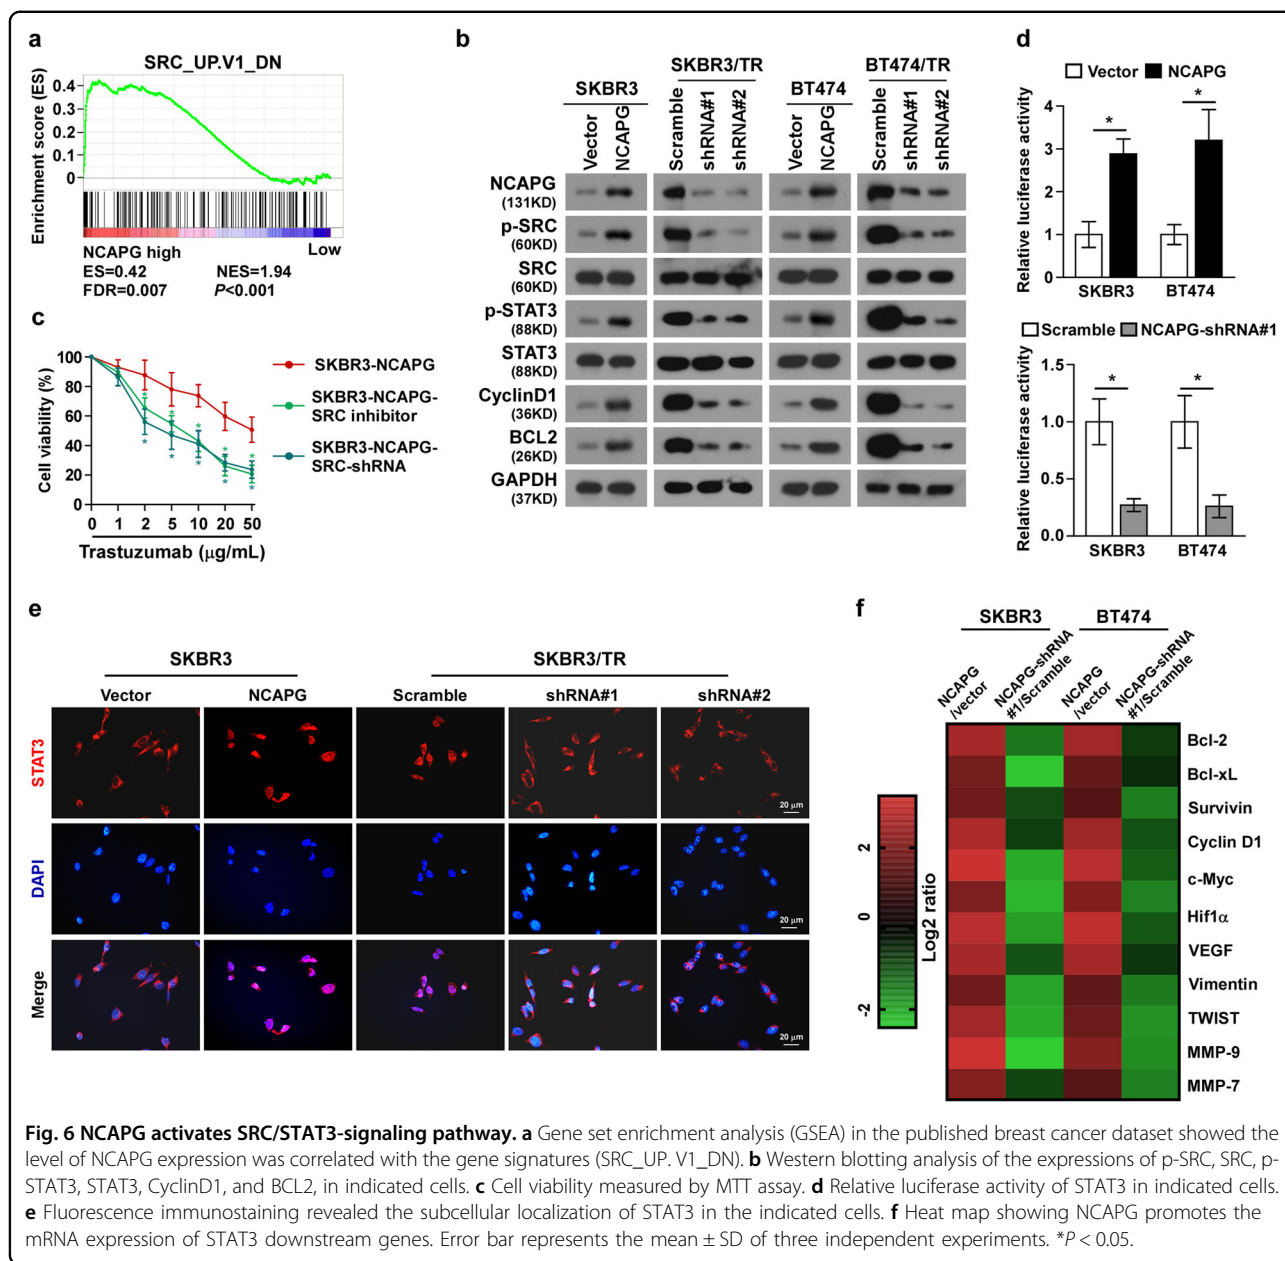 a
SRC_UP.V1_DN
Enrichment score (ES)
0.4
0.2
0.1
0
NCAPG high
Low
ES=0.42
NES=1.94
FDR=0.007
P<0.001
b
SKBR3
SKBR3/TR
BT474
BT474/TR
Vector
NCAPG
Scramble
shRNA#1
shRNA#2
Vector
NCAPG
Scramble
shRNA#1
shRNA#2
NCAPG
(131KD)
p-SRC
(60KD)
SRC
(60KD)
p-STAT3
(88KD)
STAT3
(88KD)
CyclinD1
(36KD)
BCL2
(26KD)
GAPDH
(37KD)
c
Cell viability (%)
100
80
60
40
20
0
* * * * * *
* * * * *
0 1 2 5 10 20 50
Trastuzumab (μg/mL)
SKBR3-NCAPG
SKBR3-NCAPG-
SRC inhibitor
SKBR3-NCAPG-
SRC-shRNA
d
Vector NCAPG
Relative luciferase activity
4
3
2
1
0
* *
SKBR3 BT474
Scramble NCAPG-shRNA#1
Relative luciferase activity
1.5
1.0
0.5
0.0
* *
SKBR3 BT474
e
SKBR3
SKBR3/TR
Vector NCAPG Scramble shRNA#1 shRNA#2
STAT3
20 μm
20 μm
DAPI
20 μm
20 μm
Merge
20 μm
20 μm
f
SKBR3 BT474
NCAPG
/vector
NCAPG-shRNA
#1/Scramble
NCAPG
/vector
NCAPG-shRNA
#1/Scramble
2
0
-2
Log2 ratio
Bcl-2
Bcl-xL
Survivin
Cyclin D1
c-Myc
Hif1α
VEGF
Vimentin
TWIST
MMP-9
MMP-7
Fig. 6 NCAPG activates SRC/STAT3-signaling pathway. a Gene set enrichment analysis (GSEA) in the published breast cancer dataset showed the
level of NCAPG expression was correlated with the gene signatures (SRC_UP. V1_DN). b Western blotting analysis of the expressions of p-SRC, SRC, p-
STAT3, STAT3, CyclinD1, and BCL2, in indicated cells. c Cell viability measured by MTT assay. d Relative luciferase activity of STAT3 in indicated cells.
e Fluorescence immunostaining revealed the subcellular localization of STAT3 in the indicated cells. f Heat map showing NCAPG promotes the
mRNA expression of STAT3 downstream genes. Error bar represents the mean ± SD of three independent experiments. *P < 0.05.